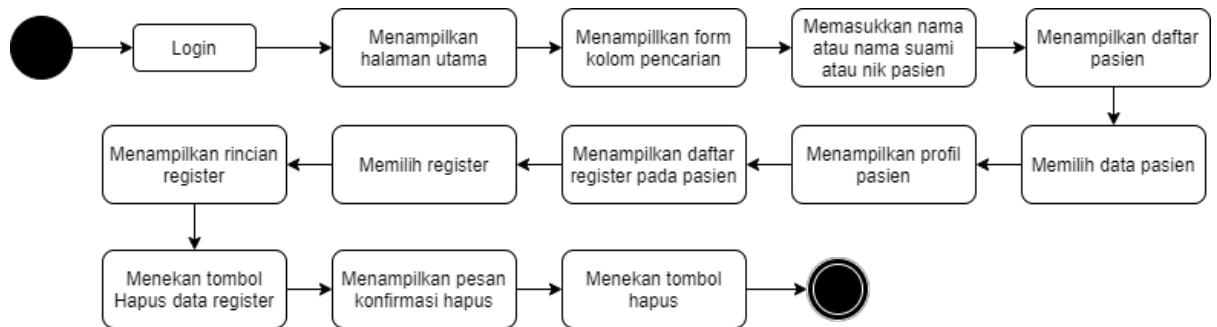 Login
Menampilkan
halaman utama
Menampillkan form
kolom pencarian
Memasukkan nama
atau nama suami
atau nik pasien
Menampilkan daftar
pasien
Memilih data pasien
Menampilkan profil
pasien
Menampilkan daftar
register pada pasien
Memilih register
Menampilkan rincian
register
Menekan tombol
Hapus data register
Menampilkan pesan
konfirmasi hapus
Menekan tombol
hapus